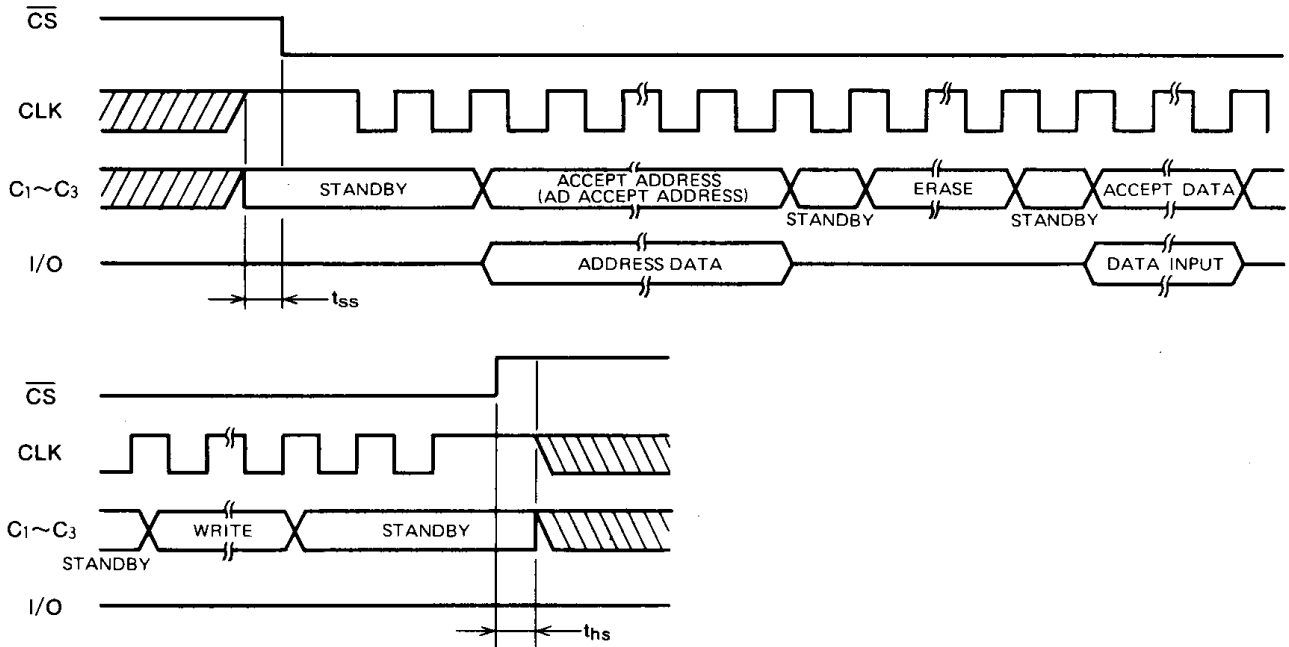 CS
CLK
C1~C3
STANDBY
ACCEPT ADDRESS
(AD ACCEPT ADDRESS)
STANDBY
ERASE
STANDBY
ACCEPT DATA
I/O
ADDRESS DATA
DATA INPUT
tss
CS
CLK
C1~C3
STANDBY
WRITE
STANDBY
I/O
ths